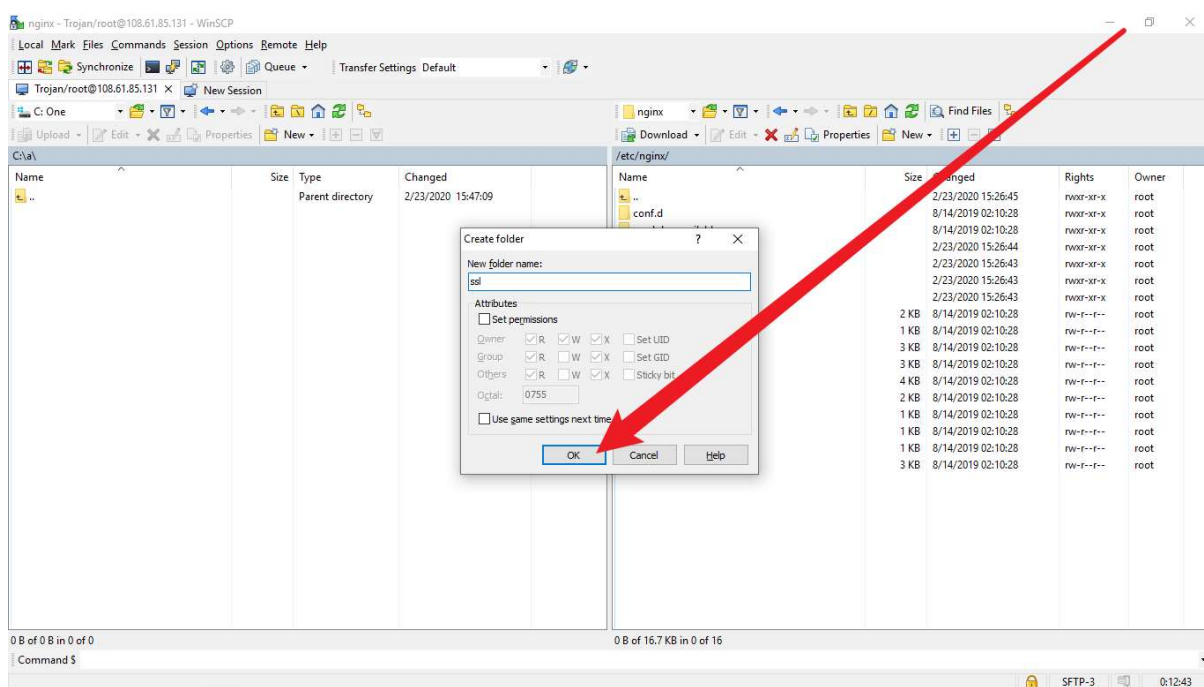 nginx - Trojan/root@108.61.85.131 - WinSCP
Local Mark Files Commands Session Options Remote Help
Synchronize Queue Transfer Settings Default
Trojan/root@108.61.85.131 X New Session
C: One
nginx Find Files
Upload Edit Properties New
Download Edit Properties New
C:\a\
/etc/nginx/
Name Size Type Changed
Name Size Changed Rights Owner
.. Parent directory 2/23/2020 15:47:09
.. 2/23/2020 15:26:45 rwxr-xr-x root
conf.d 8/14/2019 02:10:28 rwxr-xr-x root
8/14/2019 02:10:28 rwxr-xr-x root
2/23/2020 15:26:44 rwxr-xr-x root
2/23/2020 15:26:43 rwxr-xr-x root
2/23/2020 15:26:43 rwxr-xr-x root
2/23/2020 15:26:43 rwxr-xr-x root
2 KB 8/14/2019 02:10:28 rw-r--r-- root
1 KB 8/14/2019 02:10:28 rw-r--r-- root
3 KB 8/14/2019 02:10:28 rw-r--r-- root
3 KB 8/14/2019 02:10:28 rw-r--r-- root
4 KB 8/14/2019 02:10:28 rw-r--r-- root
2 KB 8/14/2019 02:10:28 rw-r--r-- root
1 KB 8/14/2019 02:10:28 rw-r--r-- root
1 KB 8/14/2019 02:10:28 rw-r--r-- root
1 KB 8/14/2019 02:10:28 rw-r--r-- root
3 KB 8/14/2019 02:10:28 rw-r--r-- root
Create folder ? X
New folder name:
ssl
Attributes
Set permissions
Owner R W X Set UID
Group R W X Set GID
Others R W X Sticky bit
Octal: 0755
Use same settings next time
OK Cancel Help
0 B of 0 B in 0 of 0
0 B of 16.7 KB in 0 of 16
Command $
SFTP-3 0:12:43